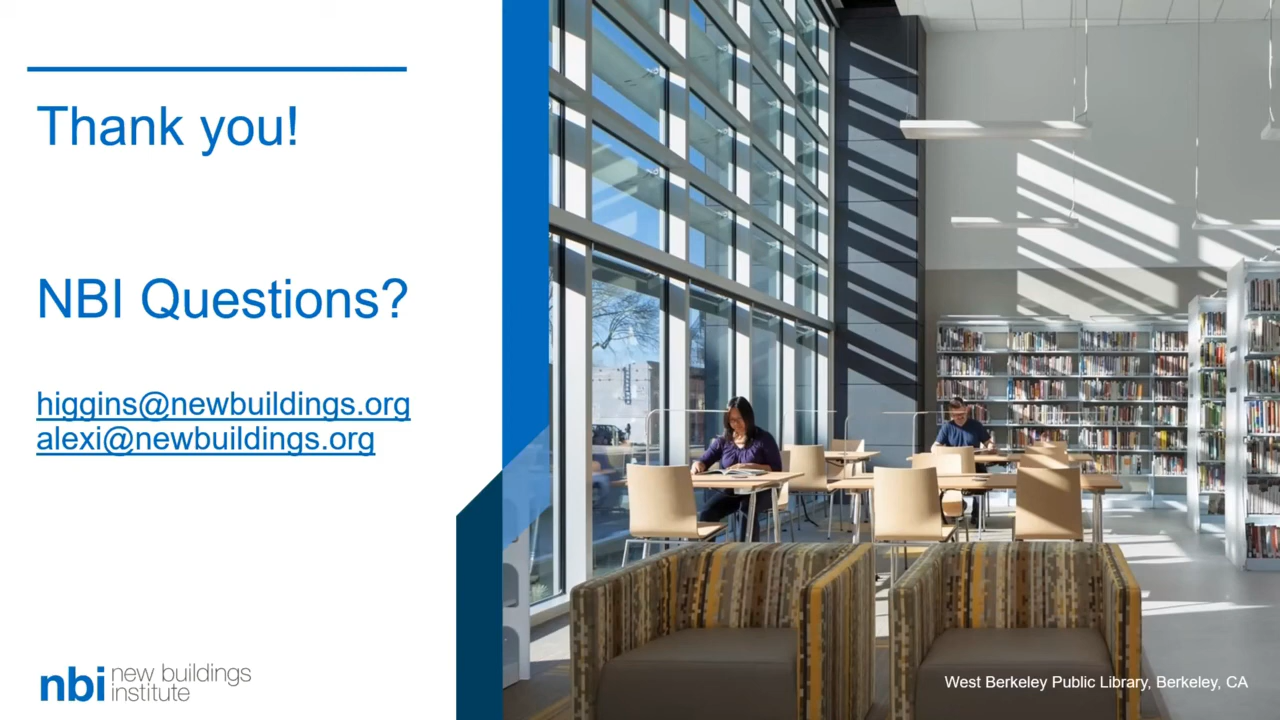 Thank you!
NBI Questions?
higgins@newbuildings.org
alexi@newbuildings.org
nbi new buildings
institute
West Berkeley Public Library, Berkeley, CA